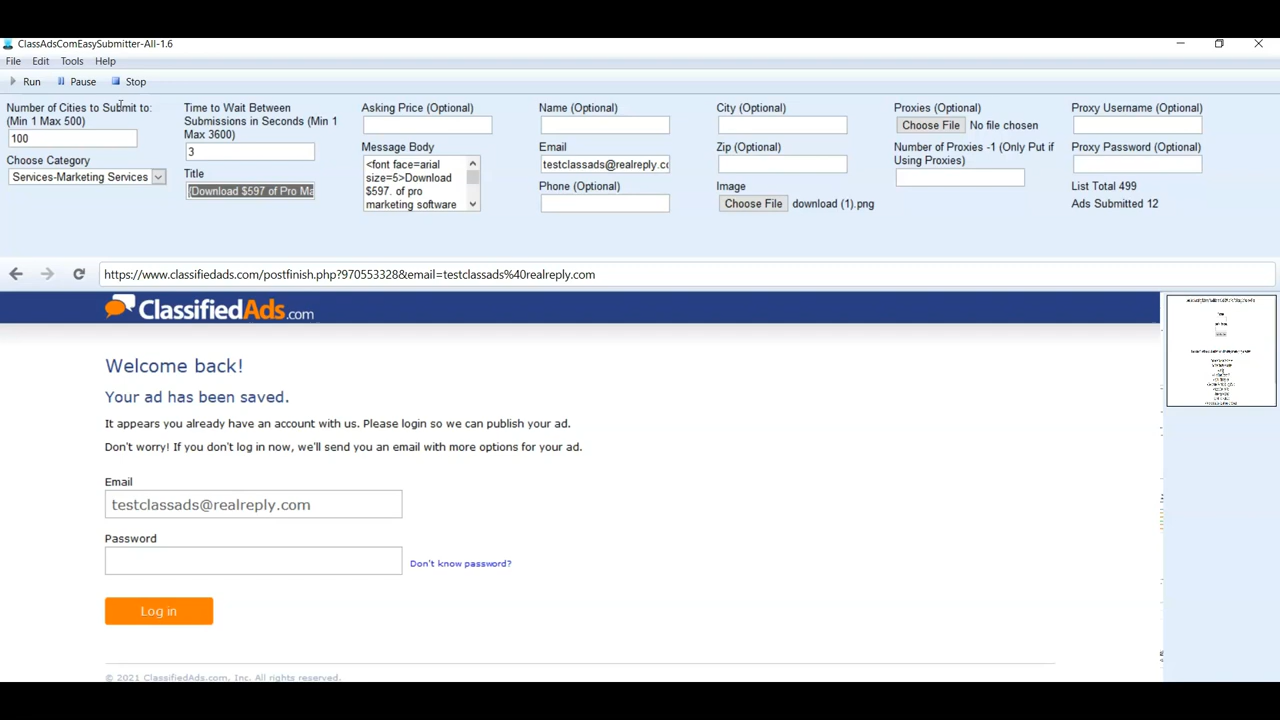 ClassAdsComEasySubmitter-All-1.6
File Edit Tools Help
Run Pause Stop
Number of Cities to Submit to:
(Min 1 Max 500)
100
Choose Category
Services-Marketing Services
Time to Wait Between
Submissions in Seconds (Min 1
Max 3600)
3
Title
{Download $597 of Pro Ma
Asking Price (Optional)
Message Body
<font face=arial
size=5>Download
$597. of pro
marketing software
Name (Optional)
Email
testclassads@realreply.cc
Phone (Optional)
City (Optional)
Zip (Optional)
Image
Choose File download (1).png
Proxies (Optional)
Choose File No file chosen
Number of Proxies -1 (Only Put if
Using Proxies)
Proxy Username (Optional)
Proxy Password (Optional)
List Total 499
Ads Submitted 12
https://www.classifiedads.com/postfinish.php?970553328&email=testclassads%40realreply.com
ClassifiedAds.com
Welcome back!
Your ad has been saved.
It appears you already have an account with us. Please login so we can publish your ad.
Don't worry! If you don't log in now, we'll send you an email with more options for your ad.
Email
testclassads@realreply.com
Password
Don't know password?
Log in
© 2021 ClassifiedAds.com, Inc. All rights reserved.